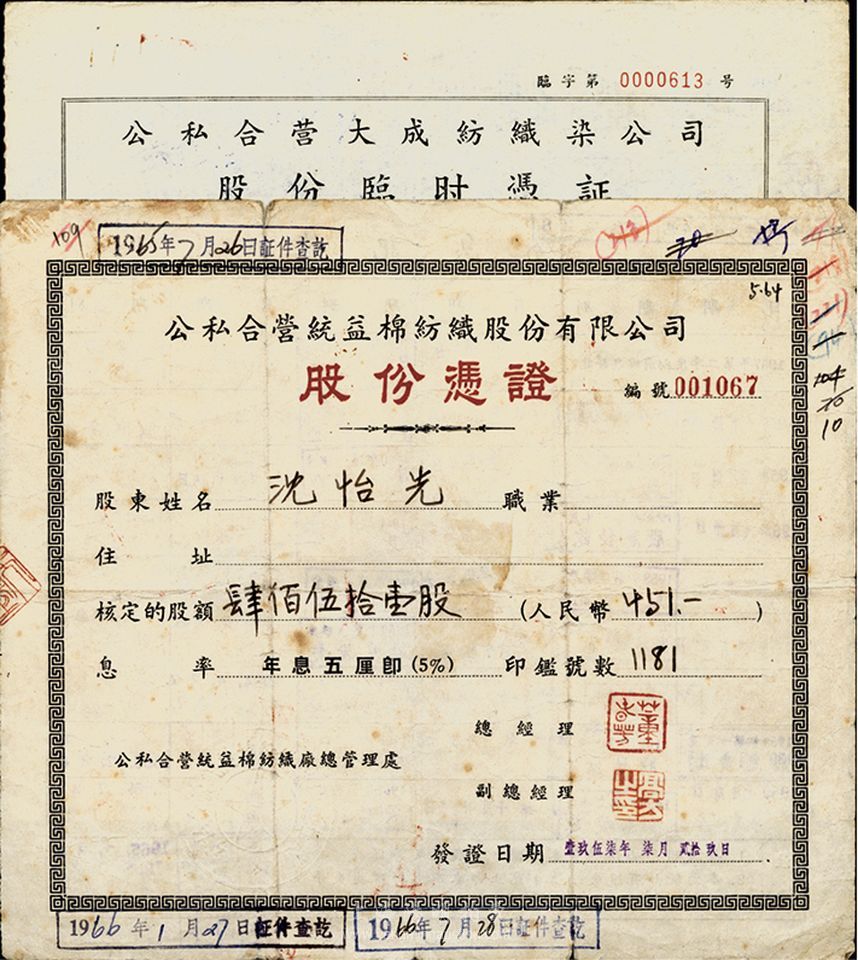 臨字第 0000613 号
公私合营大成紡織染公司
股份臨时憑証
109
1965年7月26日証件查訖
5.64
公私合營統益棉紡織股份有限公司
股份憑證
編號 001067
104
10
股東姓名 沈怡光 職業
住址
核定的股額 肆佰伍拾壹股 (人民幣 451.- )
息率 年息五厘卽(5%) 印鑑號數 1181
總經理
公私合營統益棉紡織廠總管理處
副總經理
發證日期 壹玖伍柒年 柒月 貳拾玖日
1966年1月27日証件查訖
1966年7月28日証件查訖